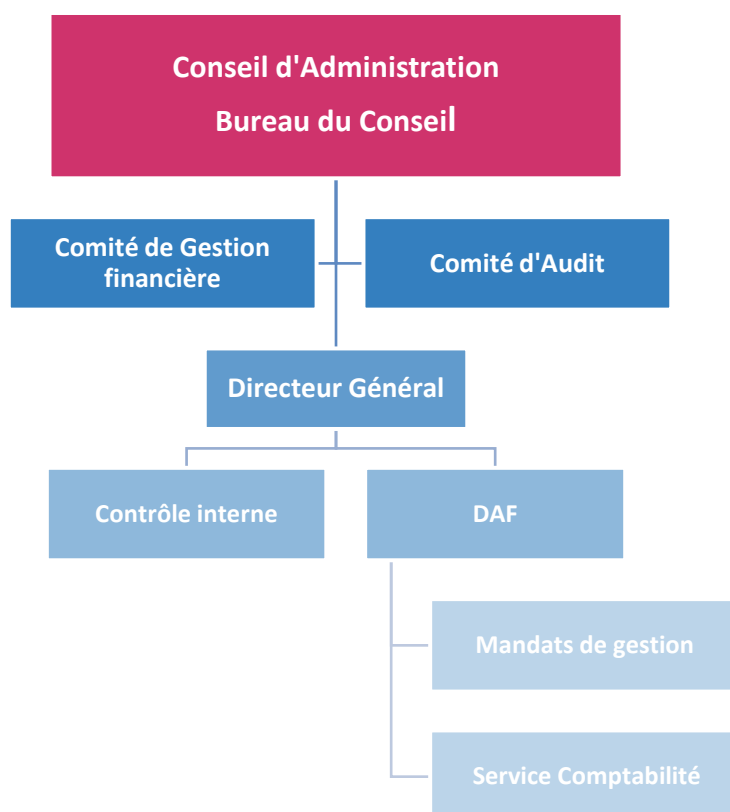 Conseil d'Administration
Bureau du Conseil
Comité de Gestion
financière
Comité d'Audit
Directeur Général
Contrôle interne
DAF
Mandats de gestion
Service Comptabilité